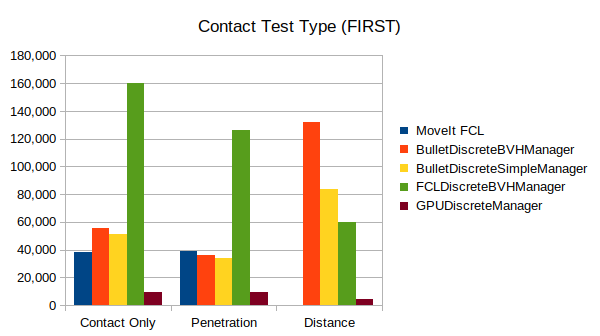 Contact Test Type (FIRST)
180,000
160,000
140,000
120,000
100,000
80,000
60,000
40,000
20,000
0
Contact Only
Penetration
Distance
MoveIt FCL
BulletDiscreteBVHManager
BulletDiscreteSimpleManager
FCLDiscreteBVHManager
GPUDiscreteManager